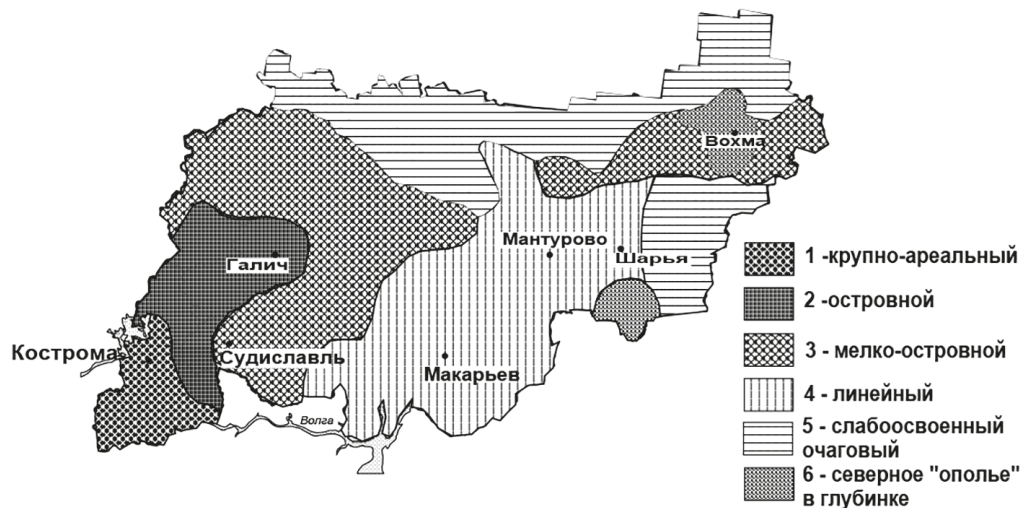 Вохма
Мантурово
Шарья
Галич
Кострома
Судиславль
Макарьев
Волга
1 -крупно-ареальный
2 -островной
3 - мелко-островной
4 - линейный
5 - слабоосвоенный
очаговый
6 - северное "ополье"
в глубинке